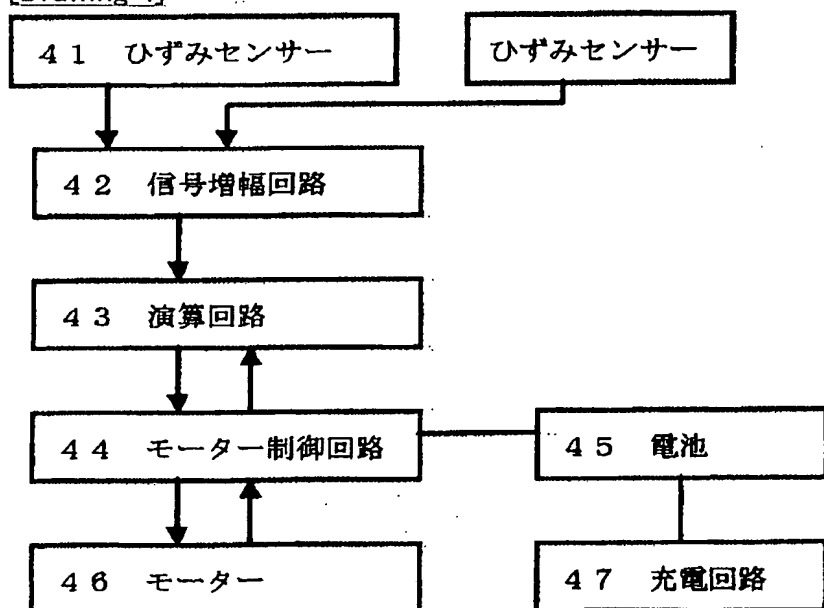 ４１　ひずみセンサー
ひずみセンサー
４２　信号増幅回路
４３　演算回路
４４　モーター制御回路
４５　電池
４６　モーター
４７　充電回路